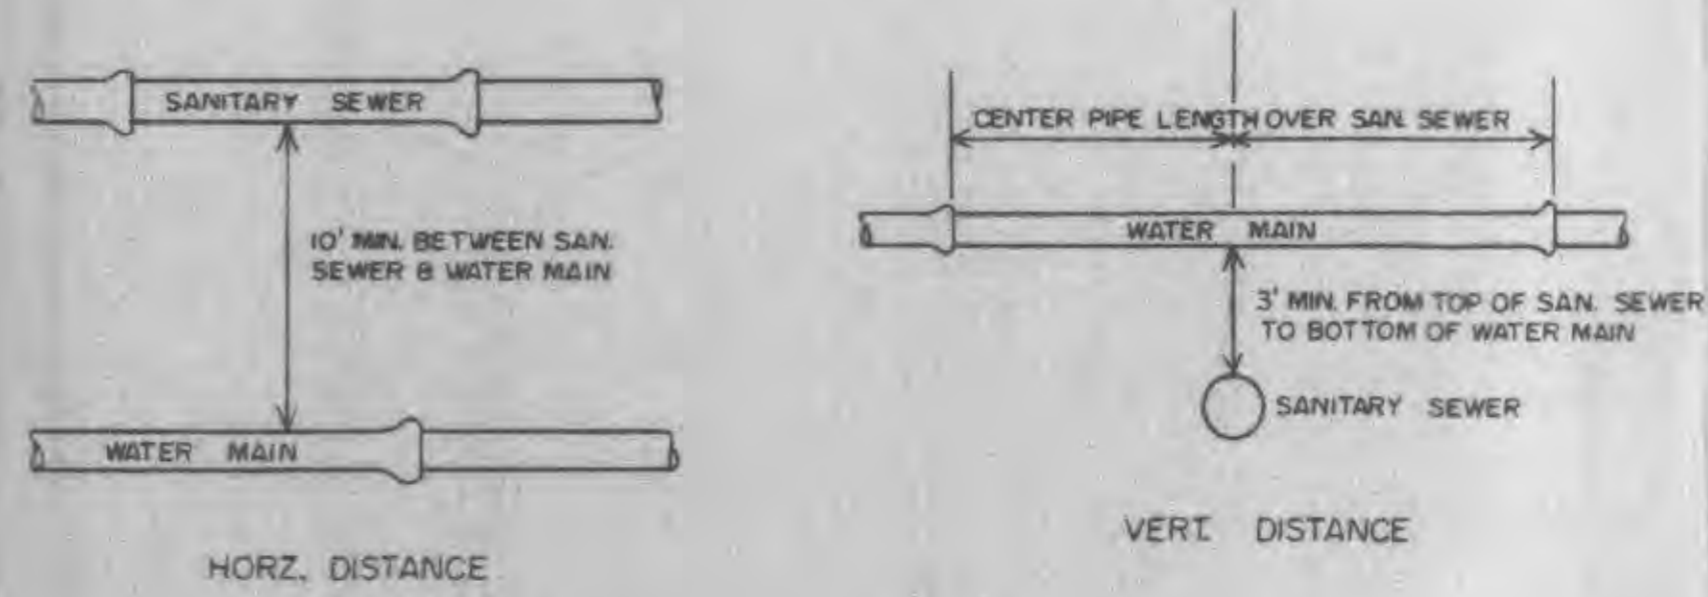 SANITARY SEWER
10' MIN. BETWEEN SAN.
SEWER & WATER MAIN
WATER MAIN
HORZ. DISTANCE
CENTER PIPE LENGTH OVER SAN. SEWER
WATER MAIN
3' MIN. FROM TOP OF SAN. SEWER
TO BOTTOM OF WATER MAIN
SANITARY SEWER
VERT. DISTANCE